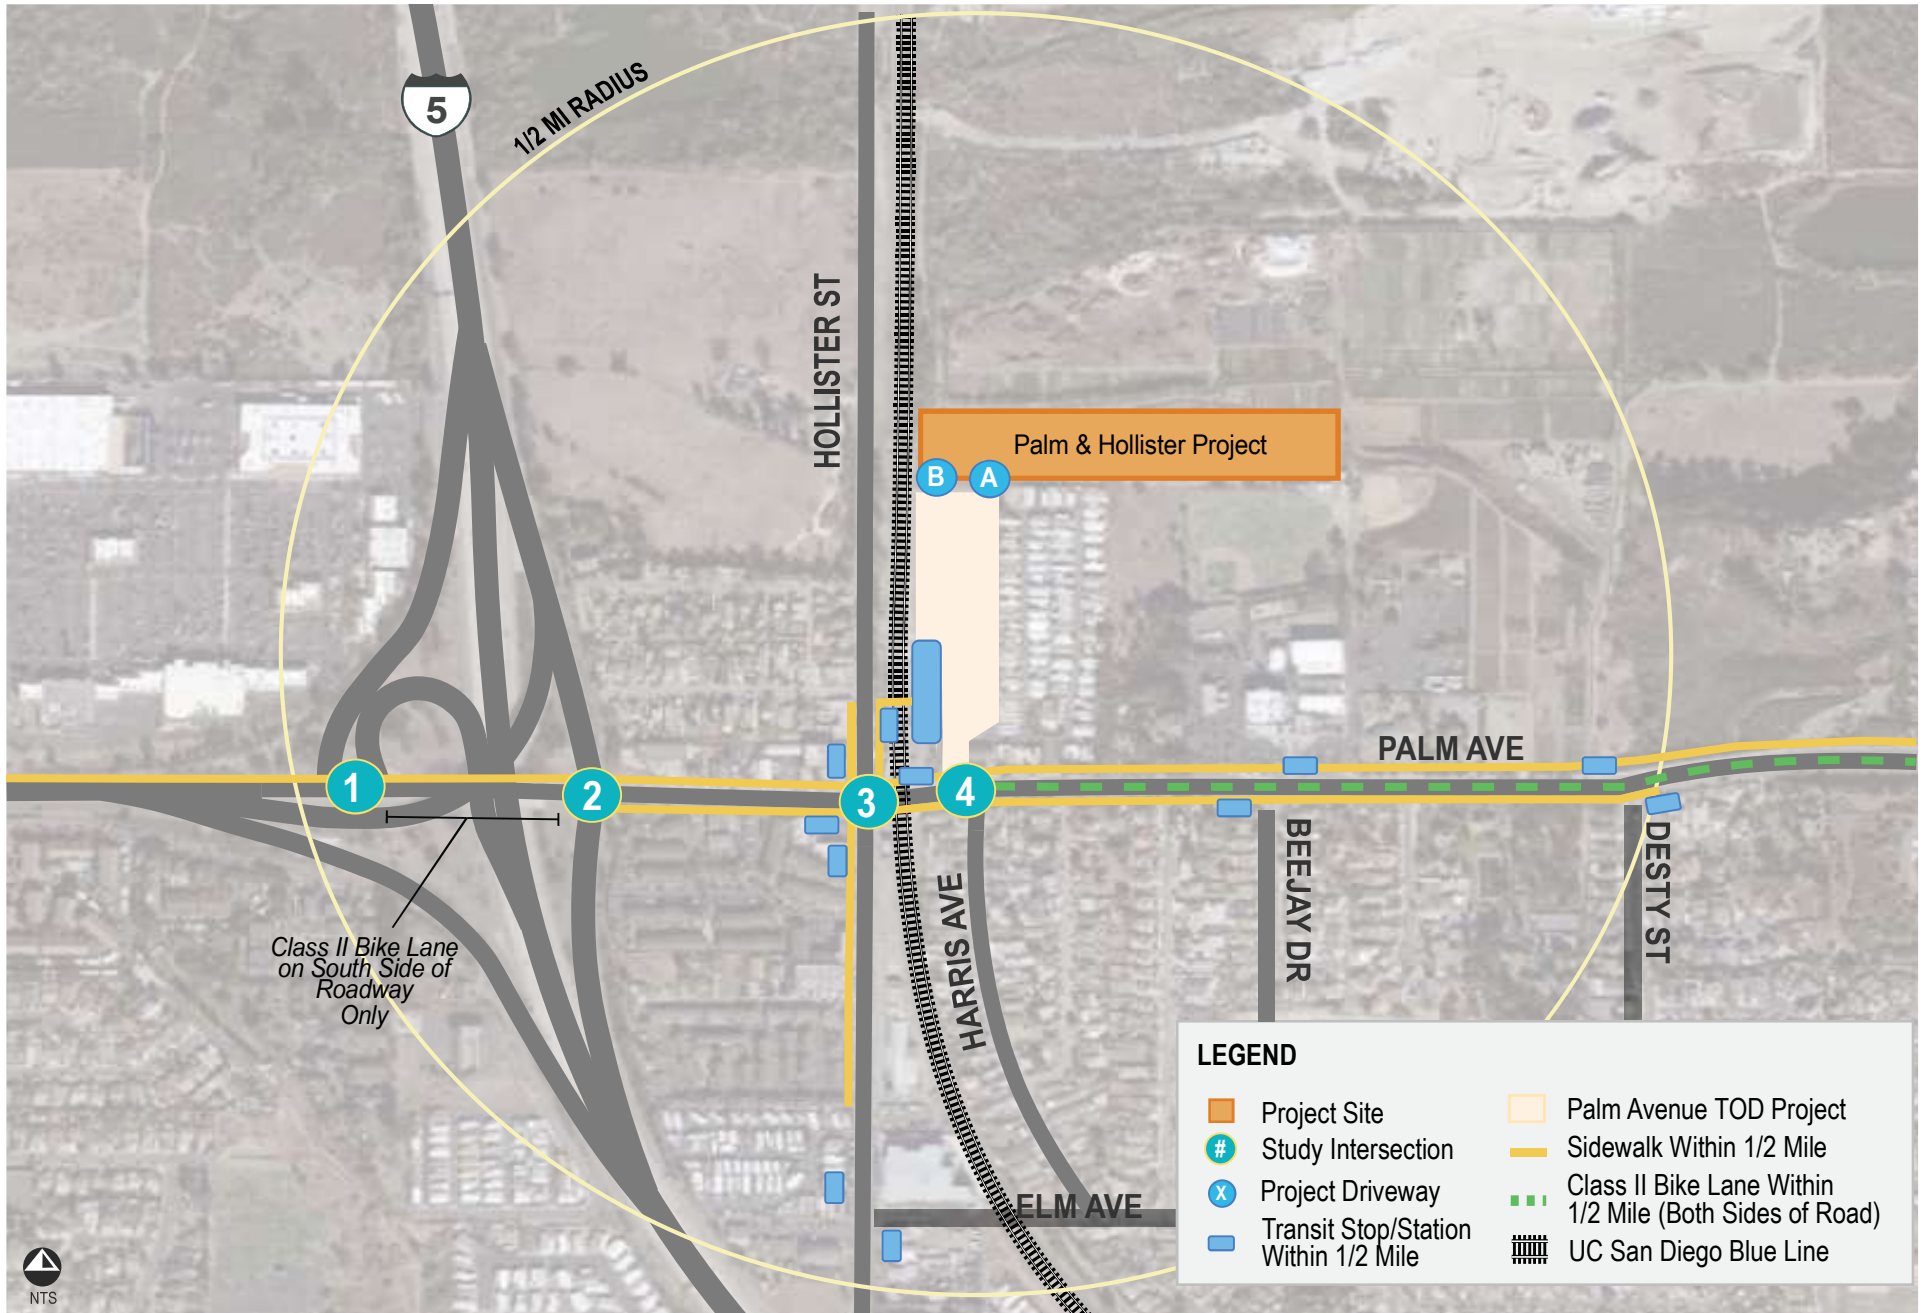 5
1/2 MI RADIUS
HOLLISTER ST
Palm & Hollister Project
B
A
PALM AVE
1
2
3
4
Class II Bike Lane
on South Side of
Roadway
Only
HARRIS AVE
BEEJAY DR
DESTY ST
ELM AVE
LEGEND
Project Site
# Study Intersection
X Project Driveway
Transit Stop/Station
Within 1/2 Mile
Palm Avenue TOD Project
Sidewalk Within 1/2 Mile
Class II Bike Lane Within
1/2 Mile (Both Sides of Road)
UC San Diego Blue Line
NTS